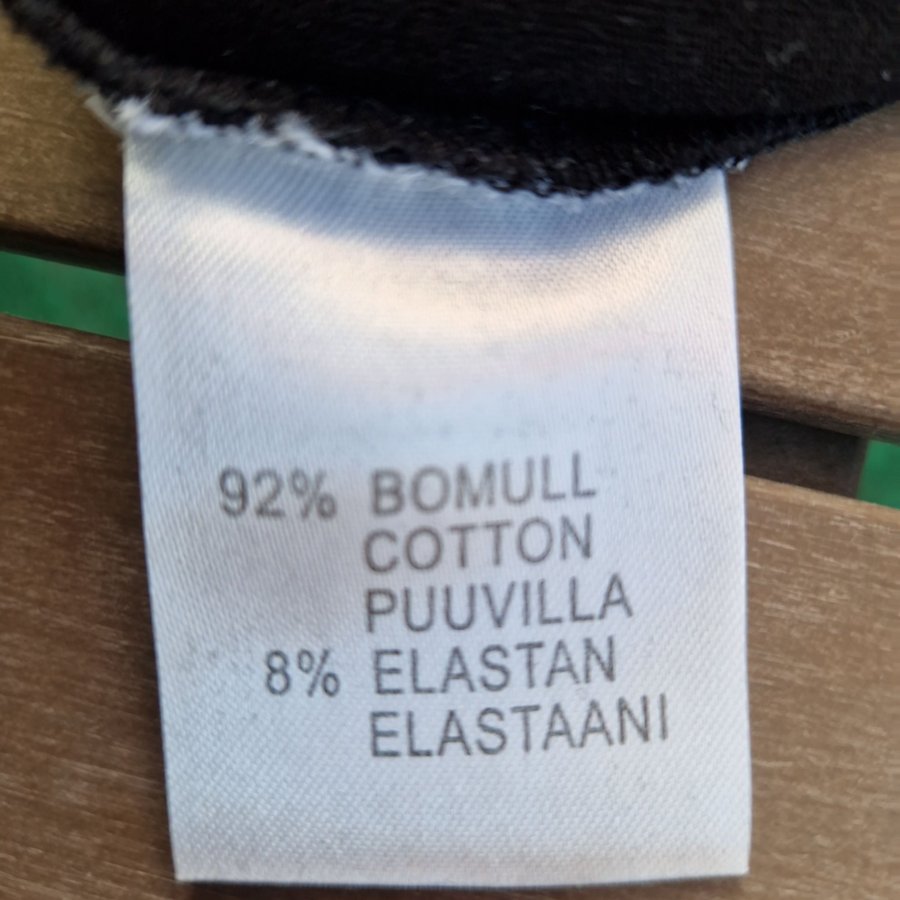 92% BOMULL
COTTON
PUUVILLA
8% ELASTAN
ELASTAANI